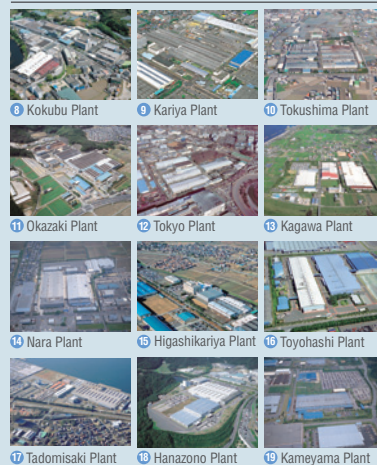 8 Kokubu Plant
9 Kariya Plant
10 Tokushima Plant
11 Okazaki Plant
12 Tokyo Plant
13 Kagawa Plant
14 Nara Plant
15 Higashikariya Plant
16 Toyohashi Plant
17 Tadomisaki Plant
18 Hanazono Plant
19 Kameyama Plant